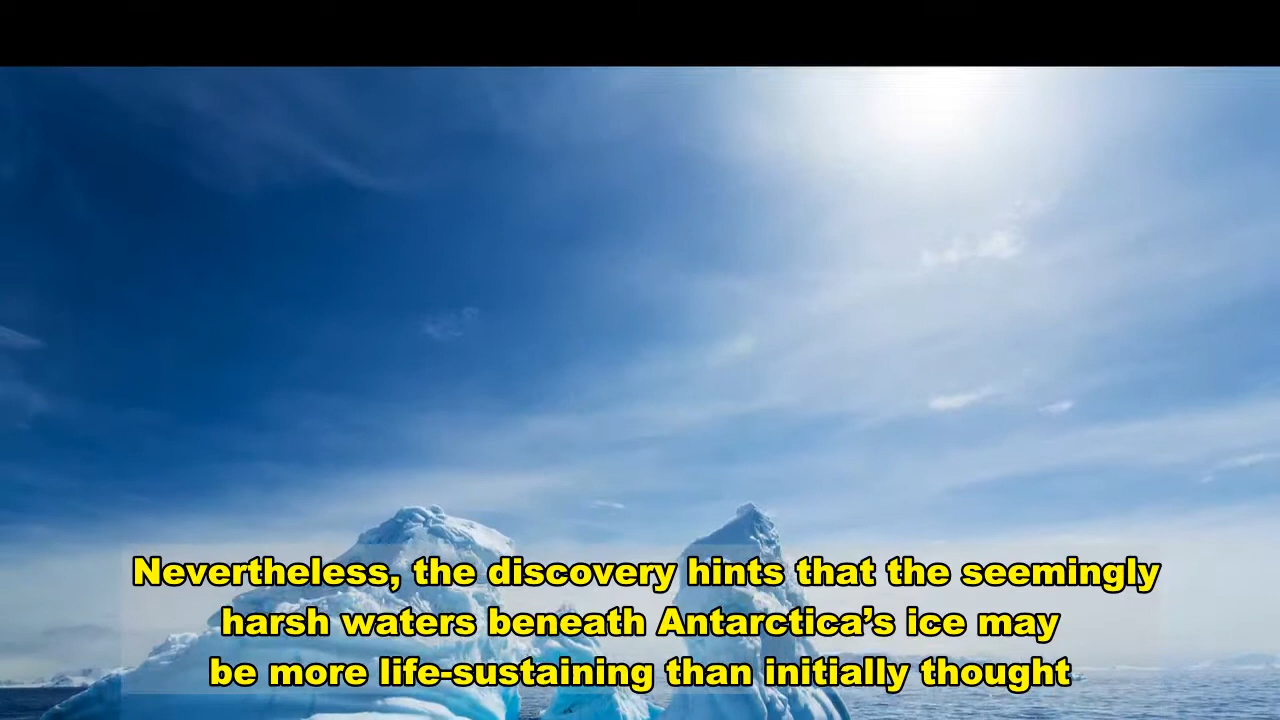 Nevertheless, the discovery hints that the seemingly
harsh waters beneath Antarctica’s ice may
be more life-sustaining than initially thought